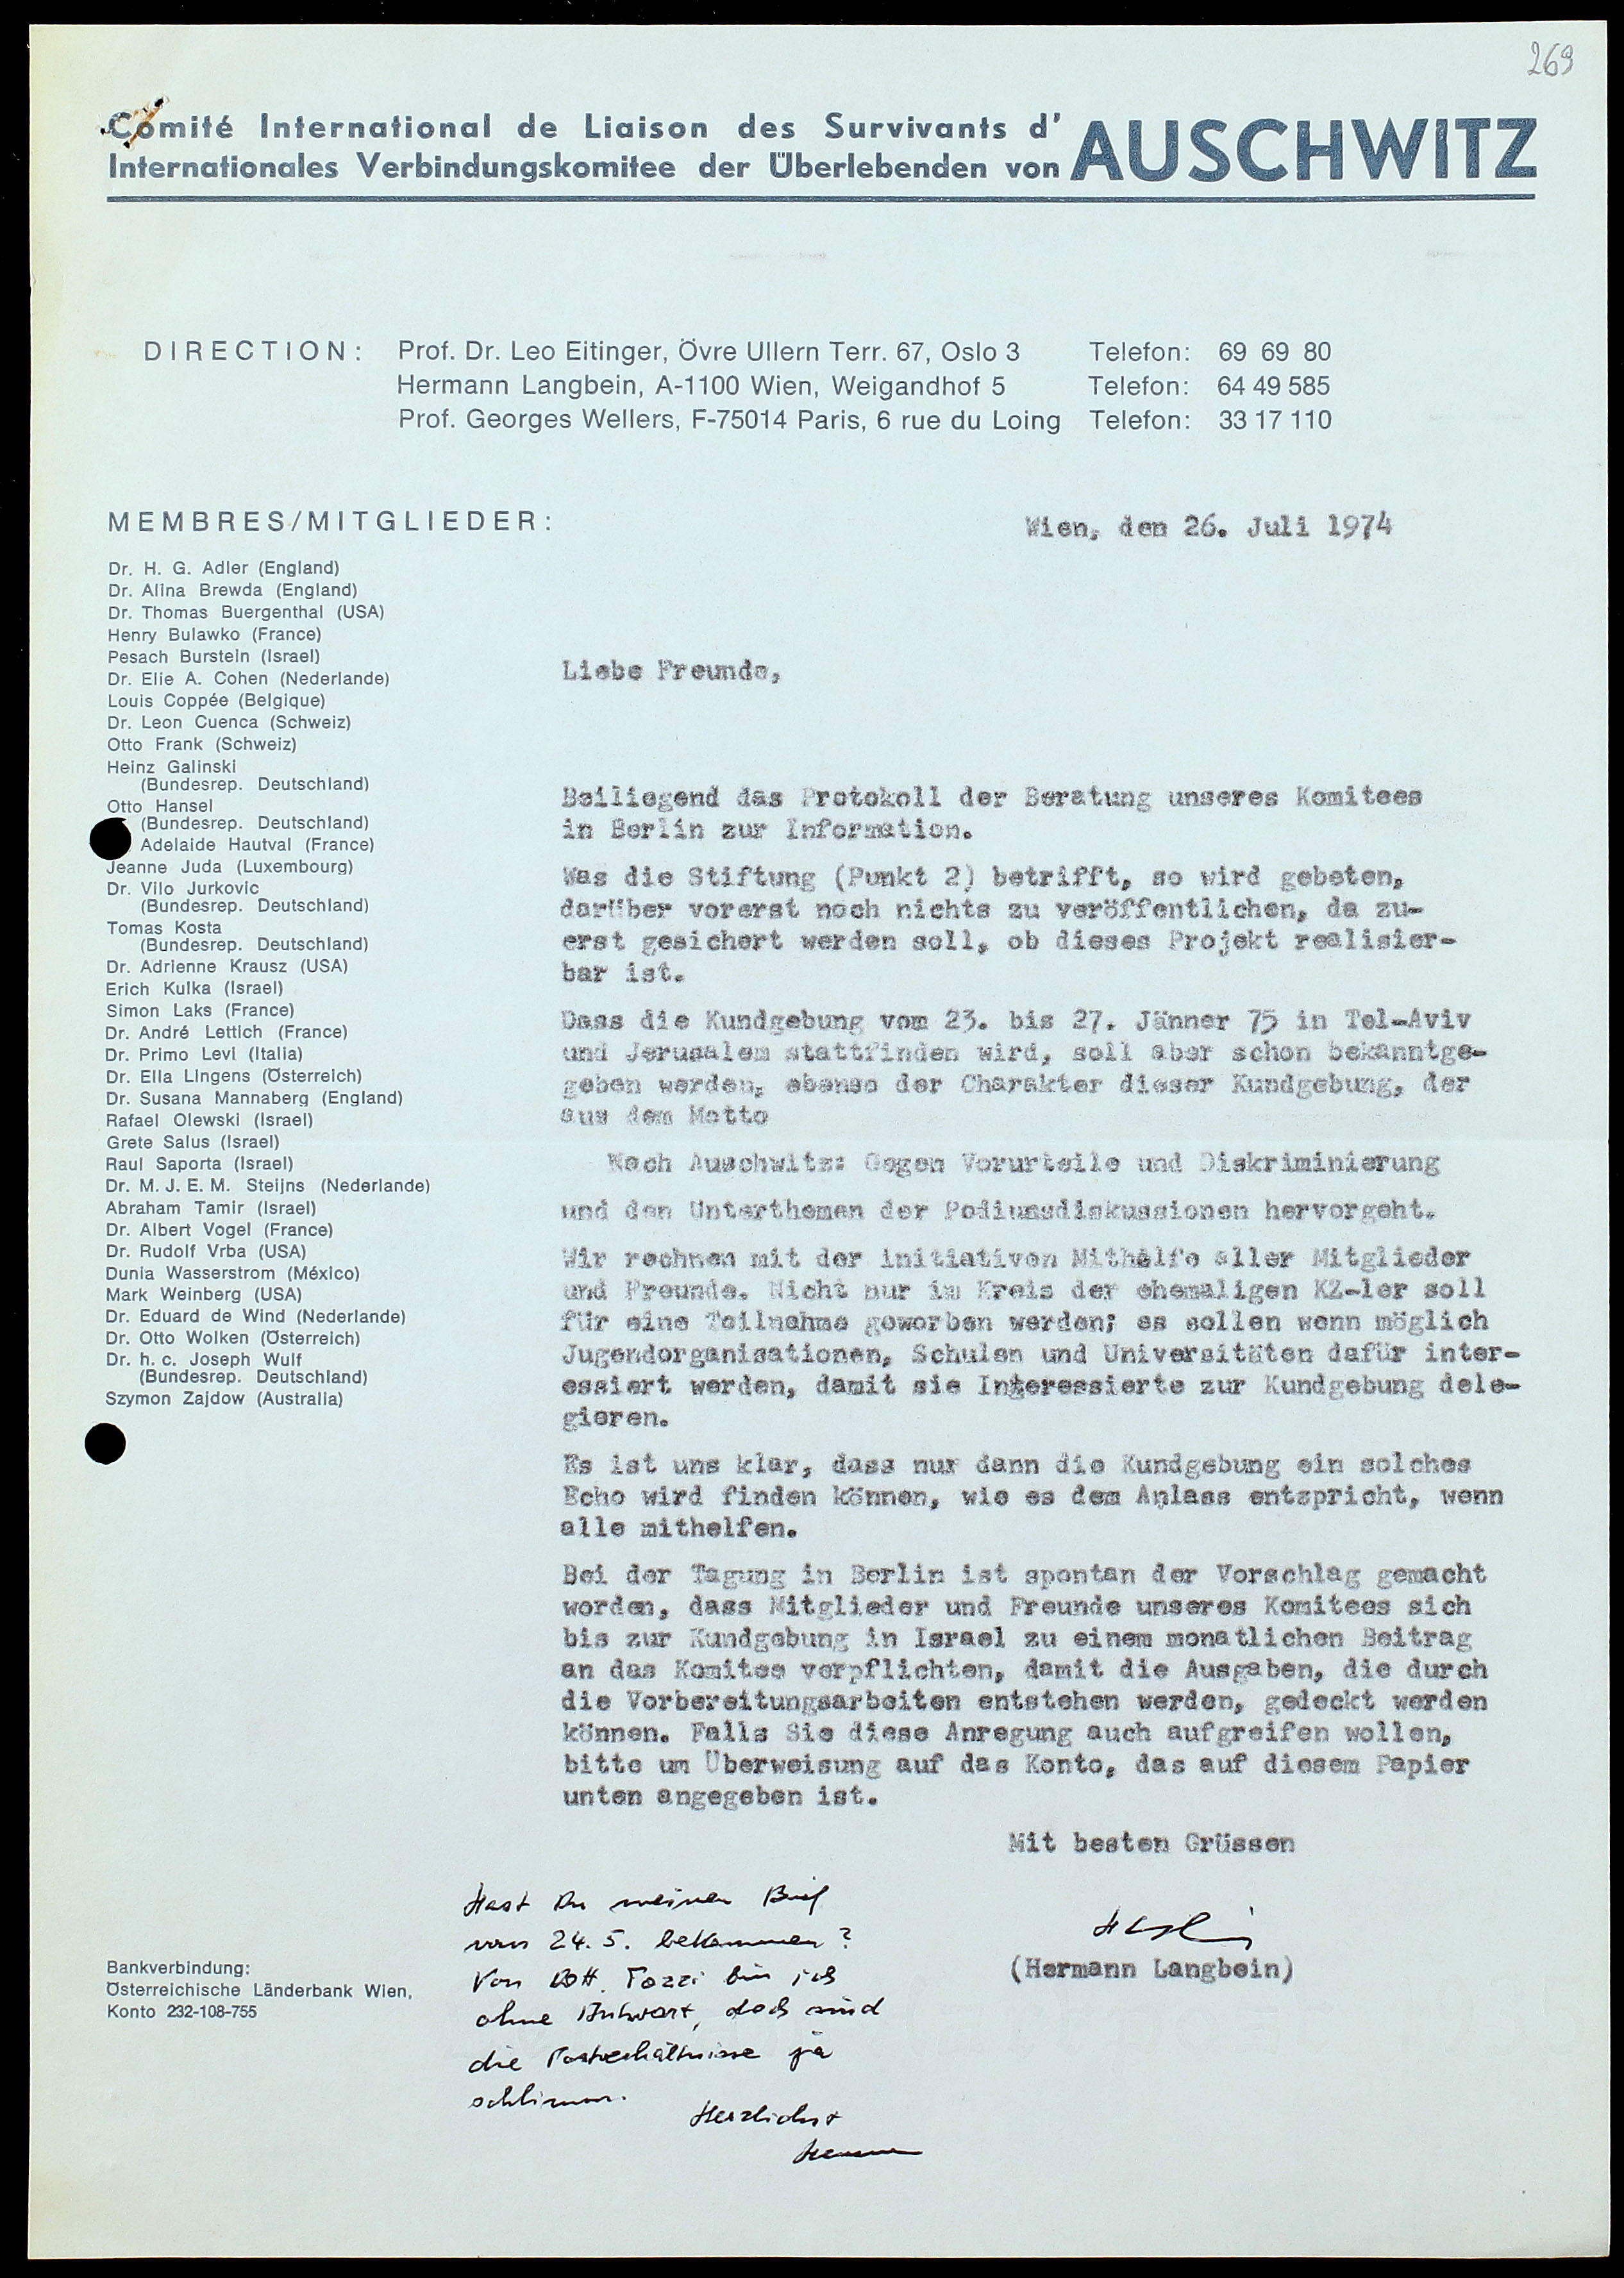 269
Comité International de Liaison des Survivants d'
Internationales Verbindungskomitee der Überlebenden von AUSCHWITZ
DIRECTION: Prof. Dr. Leo Eitinger, Övre Ullern Terr. 67, Oslo 3 Telefon: 69 69 80
Hermann Langbein, A-1100 Wien, Weigandhof 5 Telefon: 64 49 585
Prof. Georges Wellers, F-75014 Paris, 6 rue du Loing Telefon: 33 17 110
MEMBRES/MITGLIEDER:
Dr. H. G. Adler (England)
Dr. Alina Brewda (England)
Dr. Thomas Buergenthal (USA)
Henry Bulawko (France)
Pesach Burstein (Israel)
Dr. Elie A. Cohen (Nederlande)
Louis Coppée (Belgique)
Dr. Leon Cuenca (Schweiz)
Otto Frank (Schweiz)
Heinz Galinski
(Bundesrep. Deutschland)
Otto Hansel
(Bundesrep. Deutschland)
Adelaide Hautval (France)
Jeanne Juda (Luxembourg)
Dr. Vilo Jurkovic
(Bundesrep. Deutschland)
Tomas Kosta
(Bundesrep. Deutschland)
Dr. Adrienne Krausz (USA)
Erich Kulka (Israel)
Simon Laks (France)
Dr. André Lettich (France)
Dr. Primo Levi (Italia)
Dr. Ella Lingens (Österreich)
Dr. Susana Mannaberg (England)
Rafael Olewski (Israel)
Grete Salus (Israel)
Raul Saporta (Israel)
Dr. M. J. E. M. Steijns (Nederlande)
Abraham Tamir (Israel)
Dr. Albert Vogel (France)
Dr. Rudolf Vrba (USA)
Dunia Wasserstrom (México)
Mark Weinberg (USA)
Dr. Eduard de Wind (Nederlande)
Dr. Otto Wolken (Österreich)
Dr. h. c. Joseph Wulf
(Bundesrep. Deutschland)
Szymon Zajdow (Australia)
Wien, den 26. Juli 1974
Liebe Freunde,
Beiliegend das Protokoll der Beratung unseres Komitees
in Berlin zur Information.
Was die Stiftung (Punkt 2) betrifft, so wird gebeten,
darüber vorerst noch nichts zu veröffentlichen, da zu-
erst gesichert werden soll, ob dieses Projekt realisier-
bar ist.
Dass die Kundgebung vom 23. bis 27. Jänner 75 in Tel-Aviv
und Jerusalem stattfinden wird, soll aber schon bekanntge-
geben werden, ebenso der Charakter dieser Kundgebung, der
aus dem Motto
Nach Auschwitz: Gegen Vorurteile und Diskriminierung
und den Unterthemen der Podiumsdiskussionen hervorgeht.
Wir rechnen mit der initiativen Mithilfe aller Mitglieder
und Freunde. Nicht nur im Kreis der ehemaligen KZ-ler soll
für eine Teilnahme geworben werden; es sollen wenn möglich
Jugendorganisationen, Schulen und Universitäten dafür inter-
essiert werden, damit sie Interessierte zur Kundgebung dele-
gieren.
Es ist uns klar, dass nur dann die Kundgebung ein solches
Echo wird finden können, wie es dem Anlass entspricht, wenn
alle mithelfen.
Bei der Tagung in Berlin ist spontan der Vorschlag gemacht
worden, dass Mitglieder und Freunde unseres Komitees sich
bis zur Kundgebung in Israel zu einem monatlichen Beitrag
an das Komitee verpflichten, damit die Ausgaben, die durch
die Vorbereitungsarbeiten entstehen werden, gedeckt werden
können. Falls Sie diese Anregung auch aufgreifen wollen,
bitte um Überweisung auf das Konto, das auf diesem Papier
unten angegeben ist.
Mit besten Grüssen
(Hermann Langbein)
Hast Du meinen Brief
vom 24. 5. bekommen?
Von Dott. Tozzi bin ich
ohne Antwort, doch sind
die Postverhältnisse ja
schlimm.
Herzlichst
Hermann
Bankverbindung:
Österreichische Länderbank Wien,
Konto 232-108-755